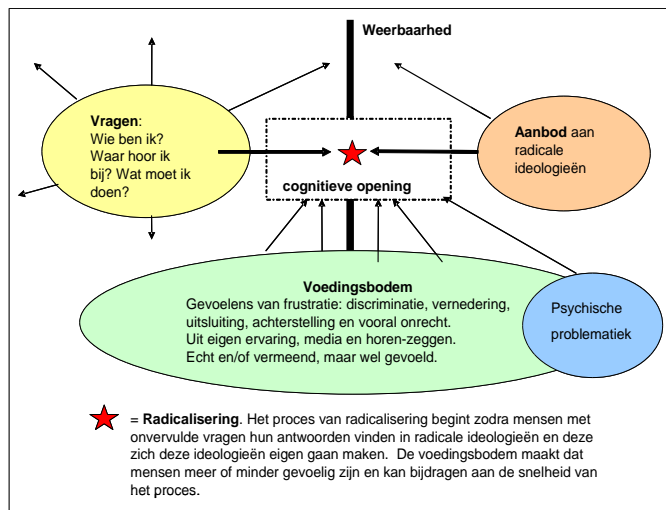 Weerbaarhed
Vragen:
Wie ben ik?
Waar hoor ik
bij? Wat moet ik
doen?
Aanbod aan
radicale
ideologieën
cognitieve opening
Voedingsbodem
Gevoelens van frustratie: discriminatie, vernedering,
uitsluiting, achterstelling en vooral onrecht.
Uit eigen ervaring, media en horen-zeggen.
Echt en/of vermeend, maar wel gevoeld.
Psychische
problematiek
= Radicalisering. Het proces van radicalisering begint zodra mensen met
onvervulde vragen hun antwoorden vinden in radicale ideologieën en deze
zich deze ideologieën eigen gaan maken. De voedingsbodem maakt dat
mensen meer of minder gevoelig zijn en kan bijdragen aan de snelheid van
het proces.